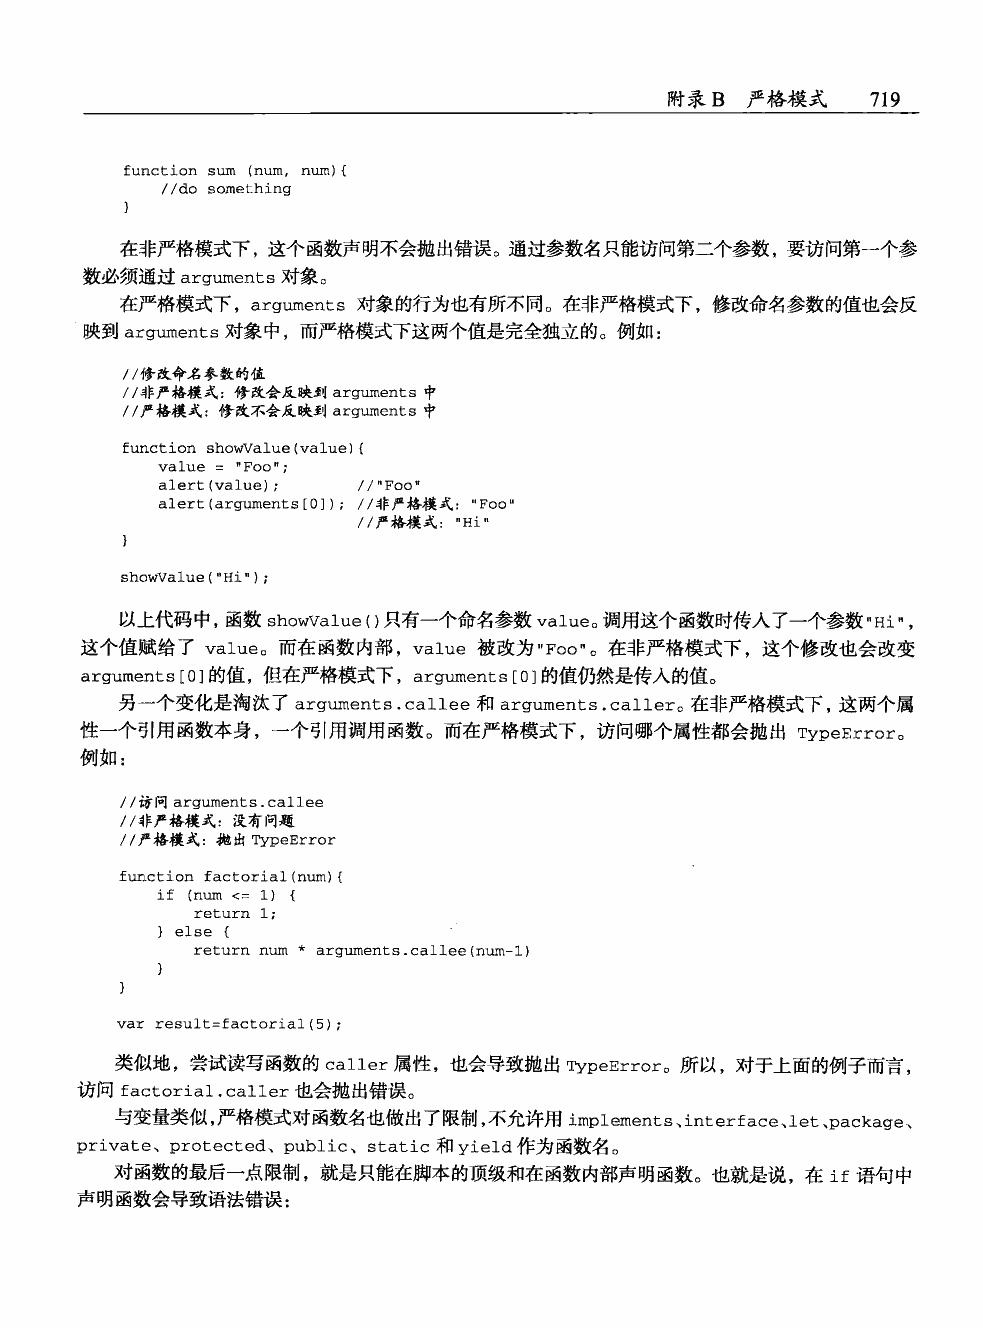 附录 B 严格模式 719
function sum (num, num){
//do something
}
在非严格模式下，这个函数声明不会抛出错误。通过参数名只能访问第二个参数，要访问第一个参
数必须通过 arguments 对象。
在严格模式下，arguments 对象的行为也有所不同。在非严格模式下，修改命名参数的值也会反
映到 arguments 对象中，而严格模式下这两个值是完全独立的。例如：
//修改命名参数的值
//非严格模式：修改会反映到 arguments 中
//严格模式：修改不会反映到 arguments 中
function showValue(value){
value = "Foo";
alert(value); //"Foo"
alert(arguments[0]); //非严格模式："Foo"
//严格模式："Hi"
}
showValue("Hi");
以上代码中，函数 showValue()只有一个命名参数 value。调用这个函数时传入了一个参数"Hi"，
这个值赋给了 value。而在函数内部，value 被改为"Foo"。在非严格模式下，这个修改也会改变
arguments[0]的值，但在严格模式下，arguments[0]的值仍然是传入的值。
另一个变化是淘汰了 arguments.callee 和 arguments.caller。在非严格模式下，这两个属
性一个引用函数本身，一个引用调用函数。而在严格模式下，访问哪个属性都会抛出 TypeError。
例如：
//访问 arguments.callee
//非严格模式：没有问题
//严格模式：抛出 TypeError
function factorial(num){
if (num <= 1) {
return 1;
} else {
return num * arguments.callee(num-1)
}
}
var result=factorial(5);
类似地，尝试读写函数的 caller 属性，也会导致抛出 TypeError。所以，对于上面的例子而言，
访问 factorial.caller 也会抛出错误。
与变量类似，严格模式对函数名也做出了限制，不允许用 implements、interface、let、package、
private、protected、public、static 和 yield 作为函数名。
对函数的最后一点限制，就是只能在脚本的顶级和在函数内部声明函数。也就是说，在 if 语句中
声明函数会导致语法错误：